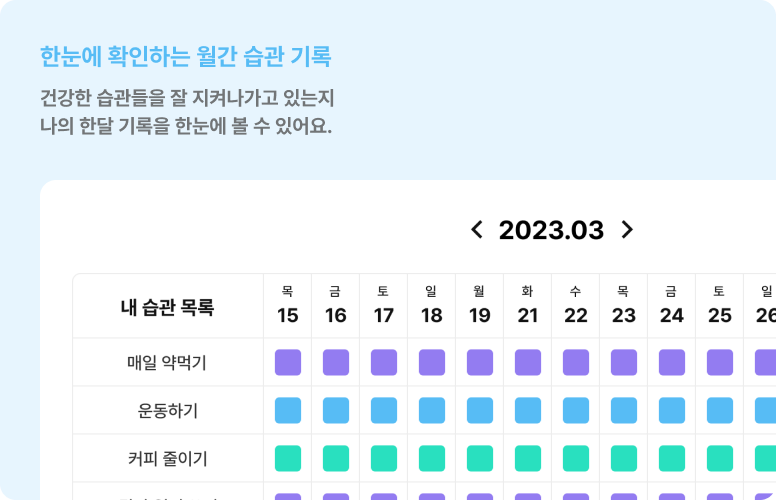 한눈에 확인하는 월간 습관 기록
건강한 습관들을 잘 지켜나가고 있는지
나의 한달 기록을 한눈에 볼 수 있어요.
2023.03
내 습관 목록 목 금 토 일 월 화 수 목 금 토 일
15 16 17 18 19 21 22 23 24 25 26
매일 약먹기
운동하기
커피 줄이기